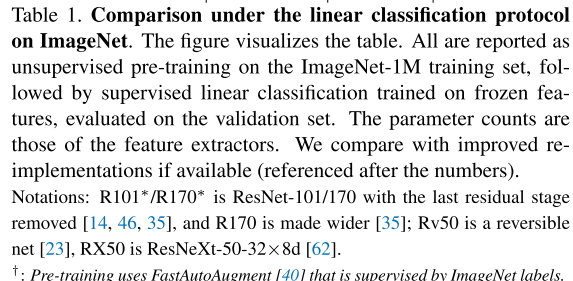 Table 1. Comparison under the linear classification protocol
on ImageNet. The figure visualizes the table. All are reported as
unsupervised pre-training on the ImageNet-1M training set, fol-
lowed by supervised linear classification trained on frozen fea-
tures, evaluated on the validation set. The parameter counts are
those of the feature extractors. We compare with improved re-
implementations if available (referenced after the numbers).
Notations: R101*/R170* is ResNet-101/170 with the last residual stage
removed [14, 46, 35], and R170 is made wider [35]; Rv50 is a reversible
net [23], RX50 is ResNeXt-50-32×8d [62].
†: Pre-training uses FastAutoAugment [40] that is supervised by ImageNet labels.